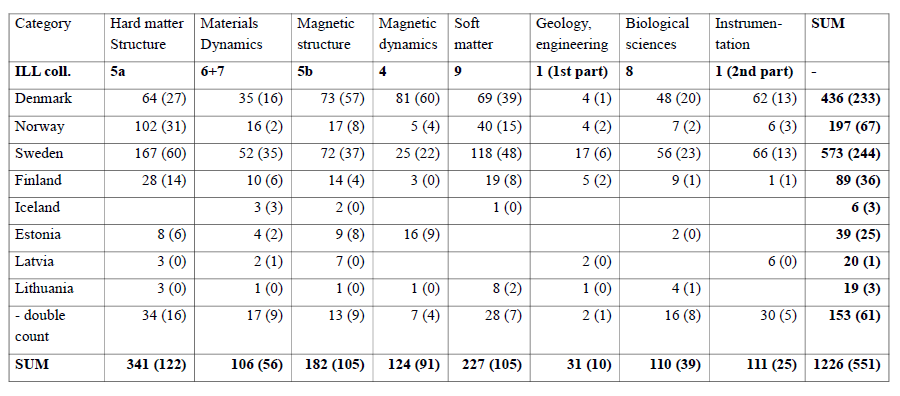 Category Hard matter Materials Magnetic Magnetic Soft Geology, Biological Instrumen- SUM
Structure Dynamics structure dynamics matter engineering sciences tation
ILL coll. 5a 6+7 5b 4 9 1 (1st part) 8 1 (2nd part) -
Denmark 64 (27) 35 (16) 73 (57) 81 (60) 69 (39) 4 (1) 48 (20) 62 (13) 436 (233)
Norway 102 (31) 16 (2) 17 (8) 5 (4) 40 (15) 4 (2) 7 (2) 6 (3) 197 (67)
Sweden 167 (60) 52 (35) 72 (37) 25 (22) 118 (48) 17 (6) 56 (23) 66 (13) 573 (244)
Finland 28 (14) 10 (6) 14 (4) 3 (0) 19 (8) 5 (2) 9 (1) 1 (1) 89 (36)
Iceland 3 (3) 2 (0) 1 (0) 6 (3)
Estonia 8 (6) 4 (2) 9 (8) 16 (9) 2 (0) 39 (25)
Latvia 3 (0) 2 (1) 7 (0) 2 (0) 6 (0) 20 (1)
Lithuania 3 (0) 1 (0) 1 (0) 1 (0) 8 (2) 1 (0) 4 (1) 19 (3)
- double 34 (16) 17 (9) 13 (9) 7 (4) 28 (7) 2 (1) 16 (8) 30 (5) 153 (61)
count
SUM 341 (122) 106 (56) 182 (105) 124 (91) 227 (105) 31 (10) 110 (39) 111 (25) 1226 (551)